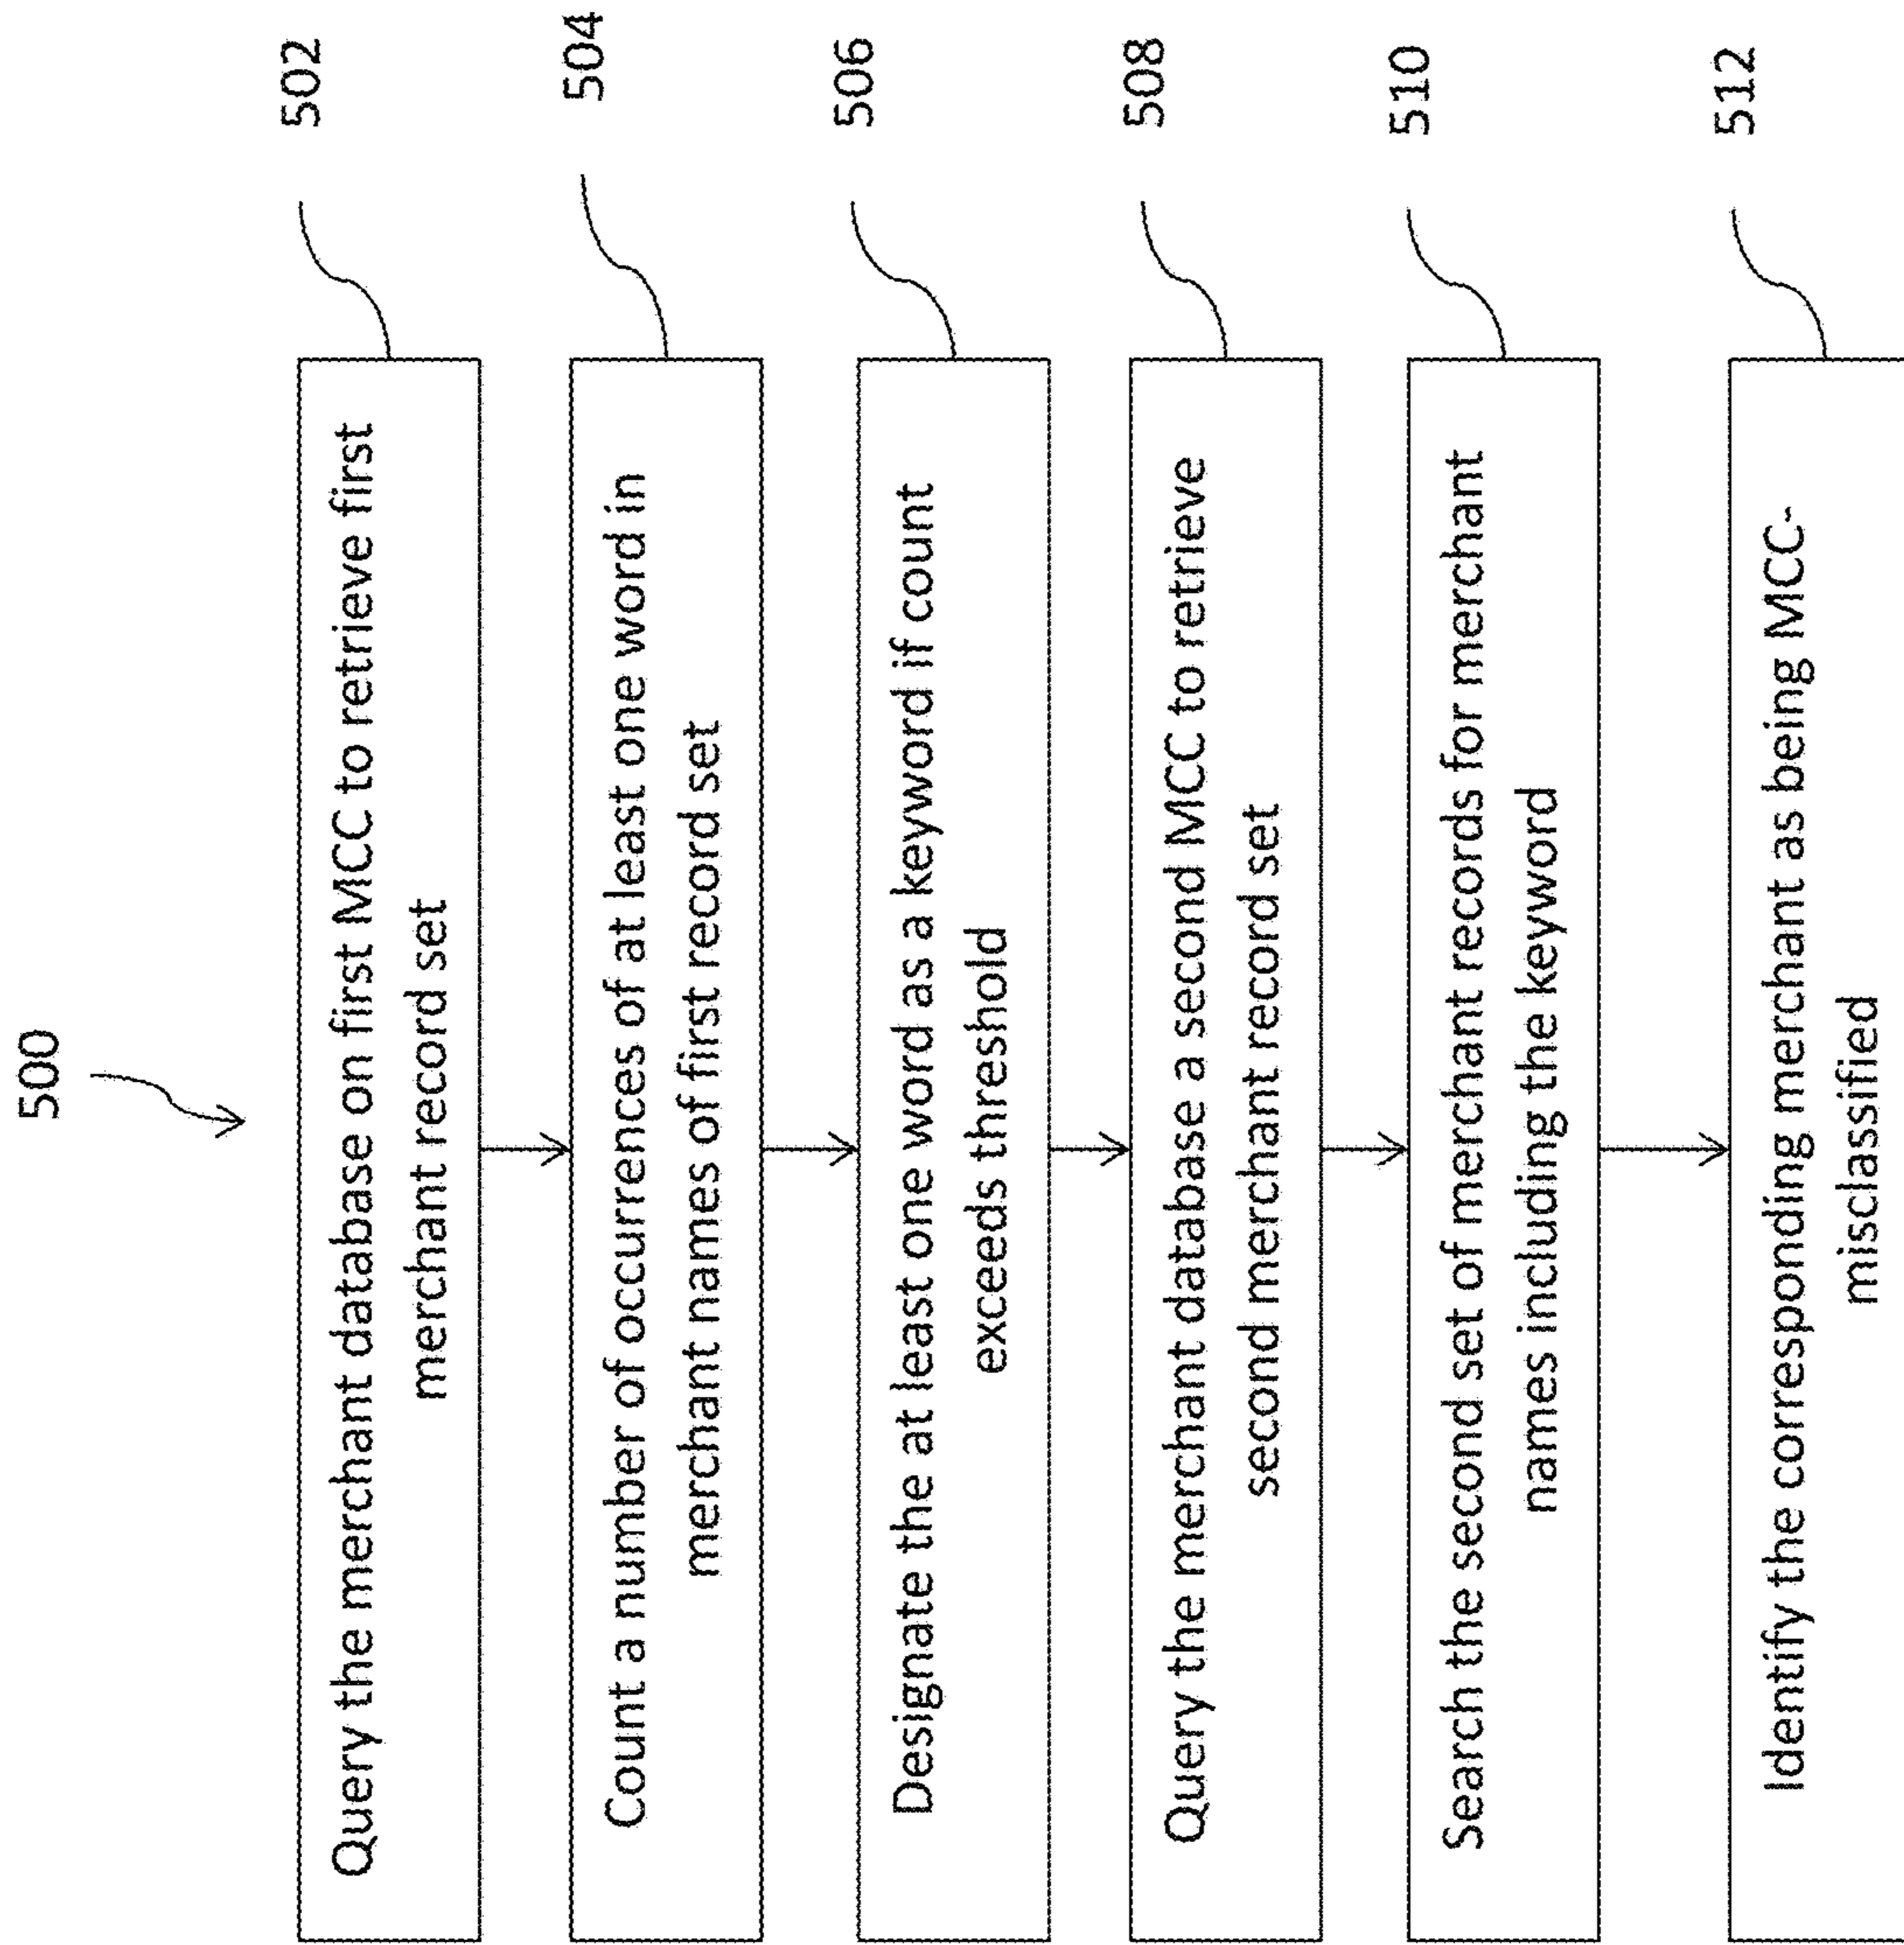 500
Query the merchant database on first MCC to retrieve first
merchant record set
502
Count a number of occurrences of at least one word in
merchant names of first record set
504
Designate the at least one word as a keyword if count
exceeds threshold
506
Query the merchant database a second MCC to retrieve
second merchant record set
508
Search the second set of merchant records for merchant
names including the keyword
510
Identify the corresponding merchant as being MCC-
misclassified
512